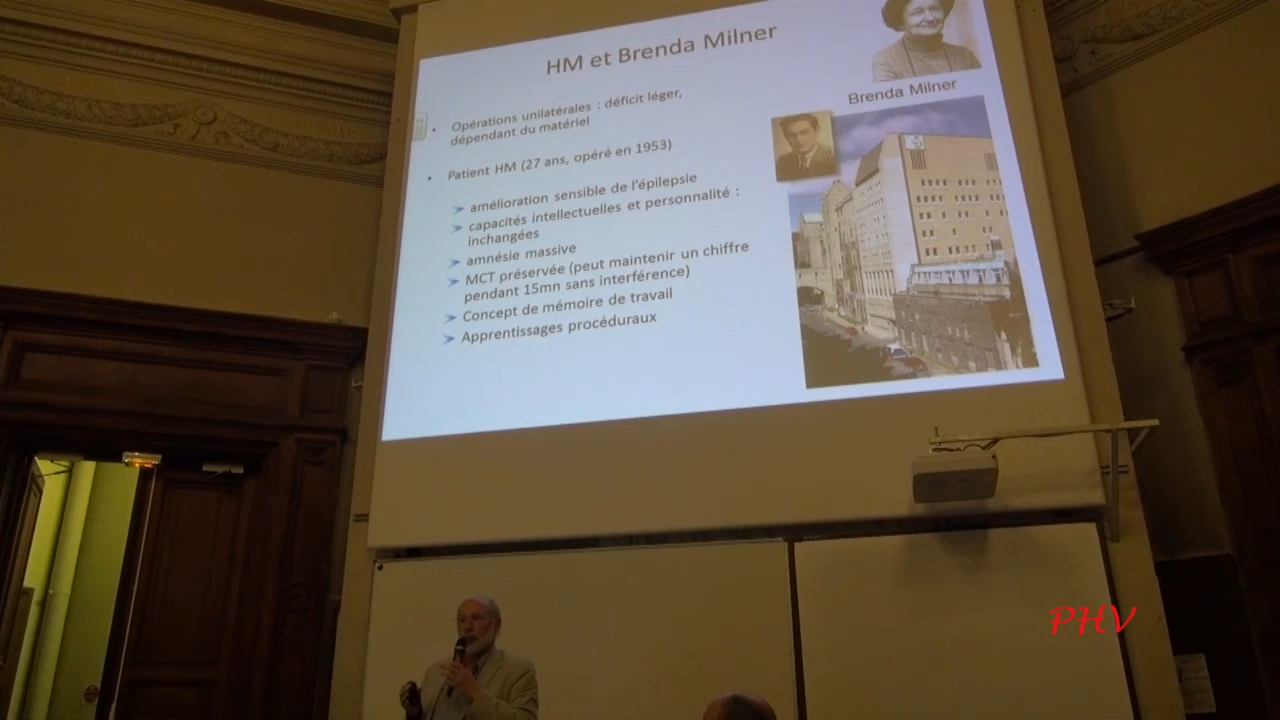 HM et Brenda Milner
Brenda Milner
• Opérations unilatérales : déficit léger,
dépendant du matériel
• Patient HM (27 ans, opéré en 1953)
➢ amélioration sensible de l'épilepsie
➢ capacités intellectuelles et personnalité :
inchangées
➢ amnésie massive
➢ MCT préservée (peut maintenir un chiffre
pendant 15mn sans interférence)
➢ Concept de mémoire de travail
➢ Apprentissages procéduraux
PHV